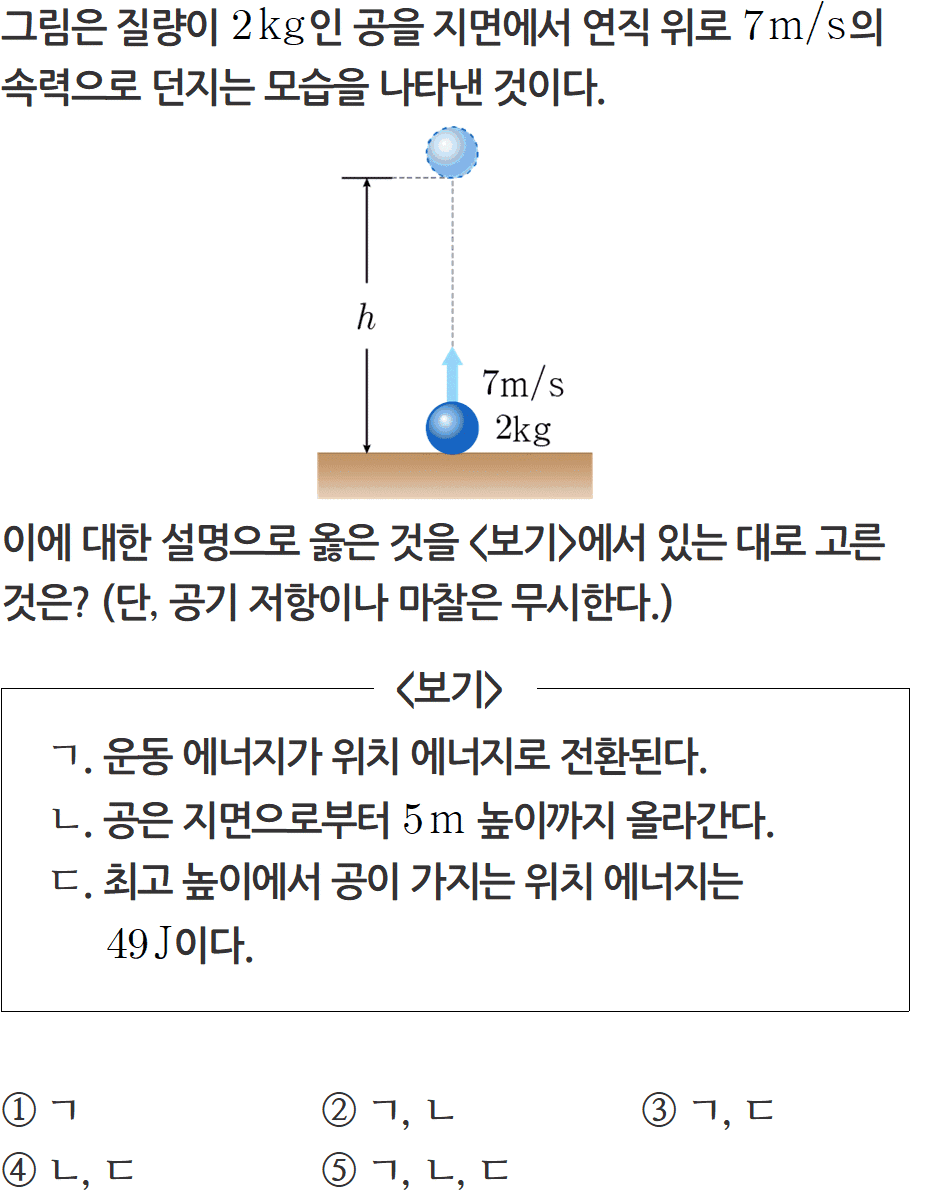 그림은 질량이 2kg인 공을 지면에서 연직 위로 7m/s의
속력으로 던지는 모습을 나타낸 것이다.
h
7m/s
2kg
이에 대한 설명으로 옳은 것을 <보기>에서 있는 대로 고른
것은? (단, 공기 저항이나 마찰은 무시한다.)
<보기>
ㄱ. 운동 에너지가 위치 에너지로 전환된다.
ㄴ. 공은 지면으로부터 5m 높이까지 올라간다.
ㄷ. 최고 높이에서 공이 가지는 위치 에너지는
49J이다.
① ㄱ ② ㄱ, ㄴ ③ ㄱ, ㄷ
④ ㄴ, ㄷ ⑤ ㄱ, ㄴ, ㄷ